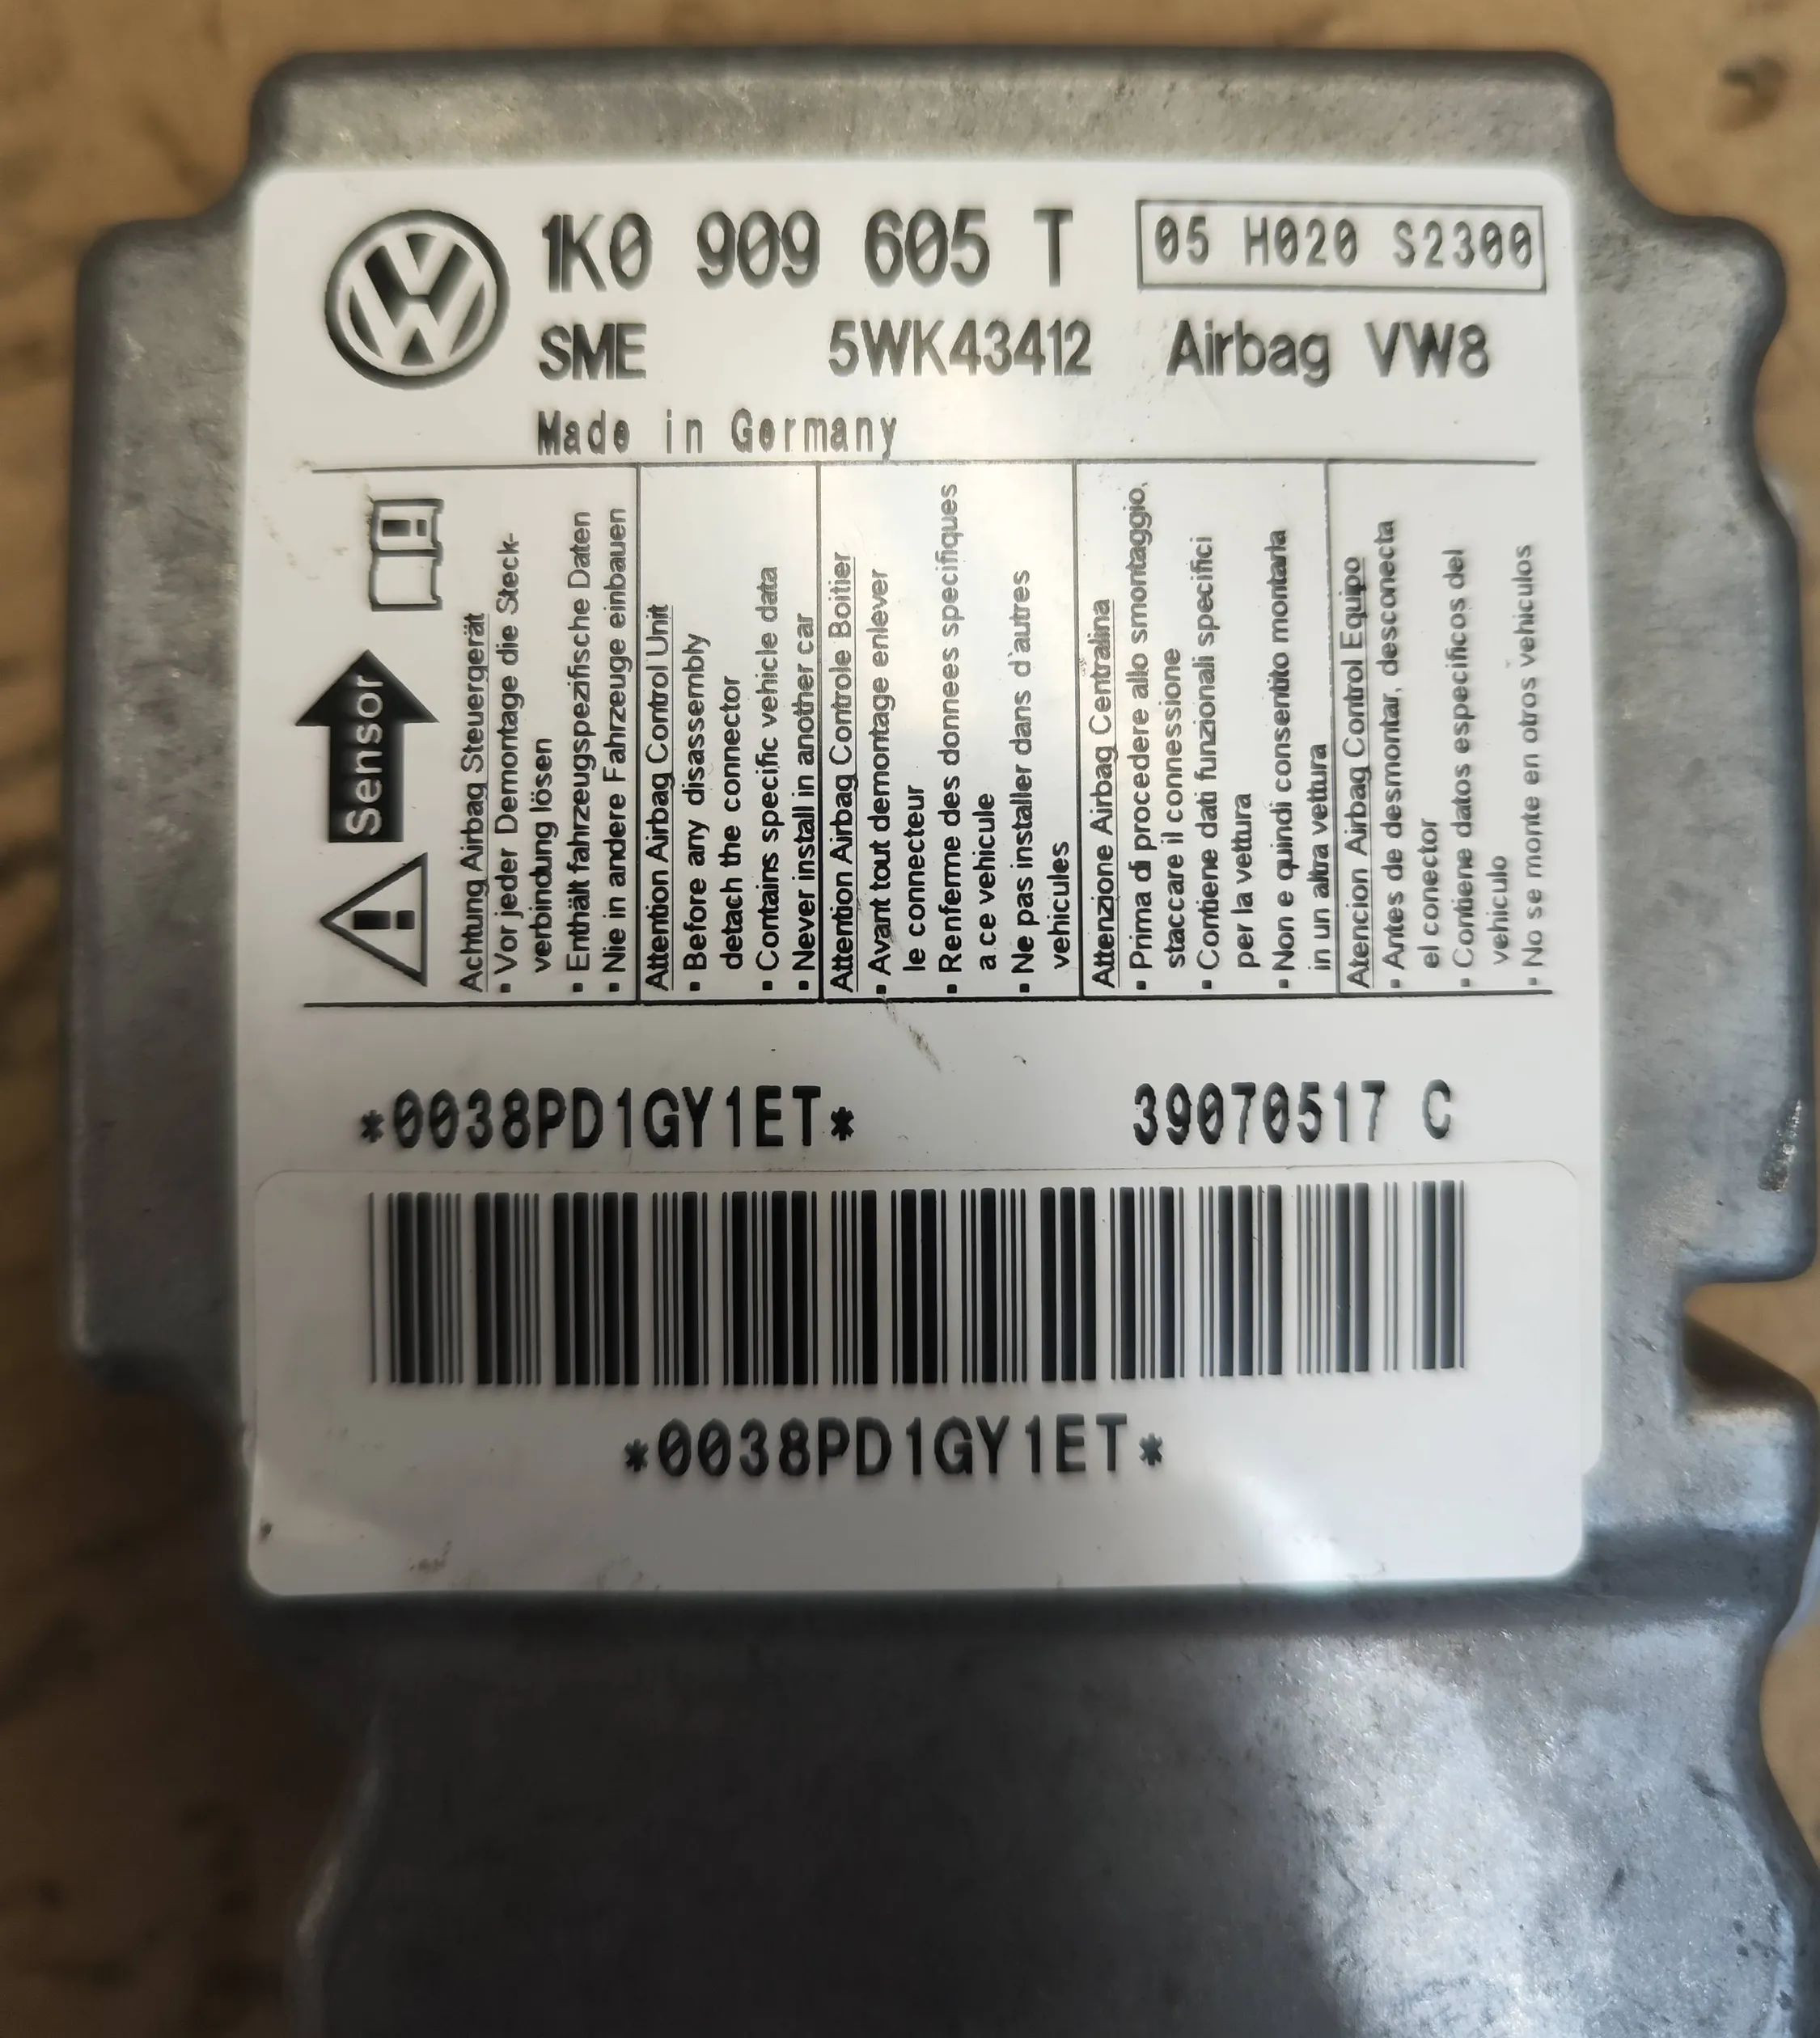 1K0 909 605 T
05 H020 S2300
SME 5WK43412 Airbag VW8
Made in Germany
Sensor
Achtung Airbag Steuergerät
▪ Vor jeder Demontage die Steck-
verbindung lösen
▪ Enthält fahrzeugspezifische Daten
▪ Nie in andere Fahrzeuge einbauen
Attention Airbag Control Unit
▪ Before any disassembly
detach the connector
▪ Contains specific vehicle data
▪ Never install in another car
Attention Airbag Controle Boitier
▪ Avant tout demontage enlever
le connecteur
▪ Renferme des donnees specifiques
a ce vehicule
▪ Ne pas installer dans d'autres
vehicules
Attenzione Airbag Centralina
▪ Prima di procedere allo smontaggio,
staccare il connessione
▪ Contiene dati funzionali specifici
per la vettura
▪ Non e quindi consentito montarla
in un altra vettura
Atencion Airbag Control Equipo
▪ Antes de desmontar, desconecta
el conector
▪ Contiene datos especificos del
vehiculo
▪ No se monte en otros vehiculos
*0038PD1GY1ET* 39070517 C
*0038PD1GY1ET*